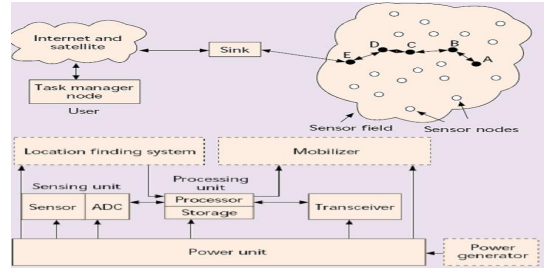 Internet and
satellite
Sink
E
D
C
B
A
Task manager
node
User
Sensor field
Sensor nodes
Location finding system
Mobilizer
Sensing unit
Processing
unit
Sensor
ADC
Processor
Storage
Transceiver
Power unit
Power
generator